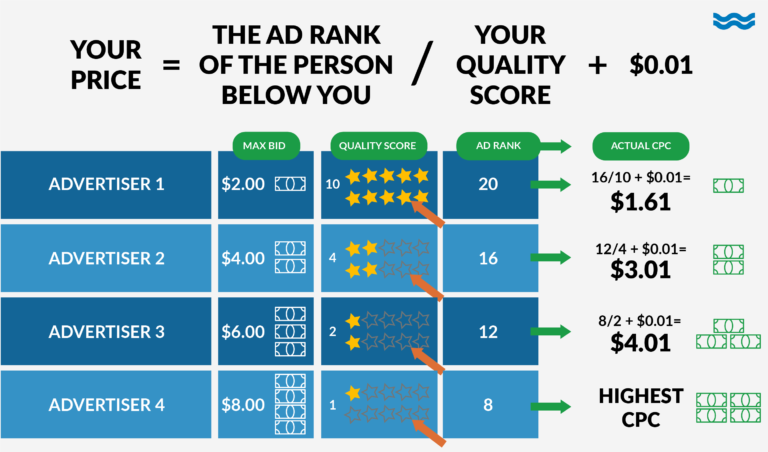 YOUR
PRICE
=
THE AD RANK
OF THE PERSON
BELOW YOU
/
YOUR
QUALITY
SCORE
+
$0.01
MAX BID
QUALITY SCORE
AD RANK
ACTUAL CPC
ADVERTISER 1
$2.00
10
20
16/10 + $0.01=
$1.61
ADVERTISER 2
$4.00
4
16
12/4 + $0.01=
$3.01
ADVERTISER 3
$6.00
2
12
8/2 + $0.01=
$4.01
ADVERTISER 4
$8.00
1
8
HIGHEST
CPC